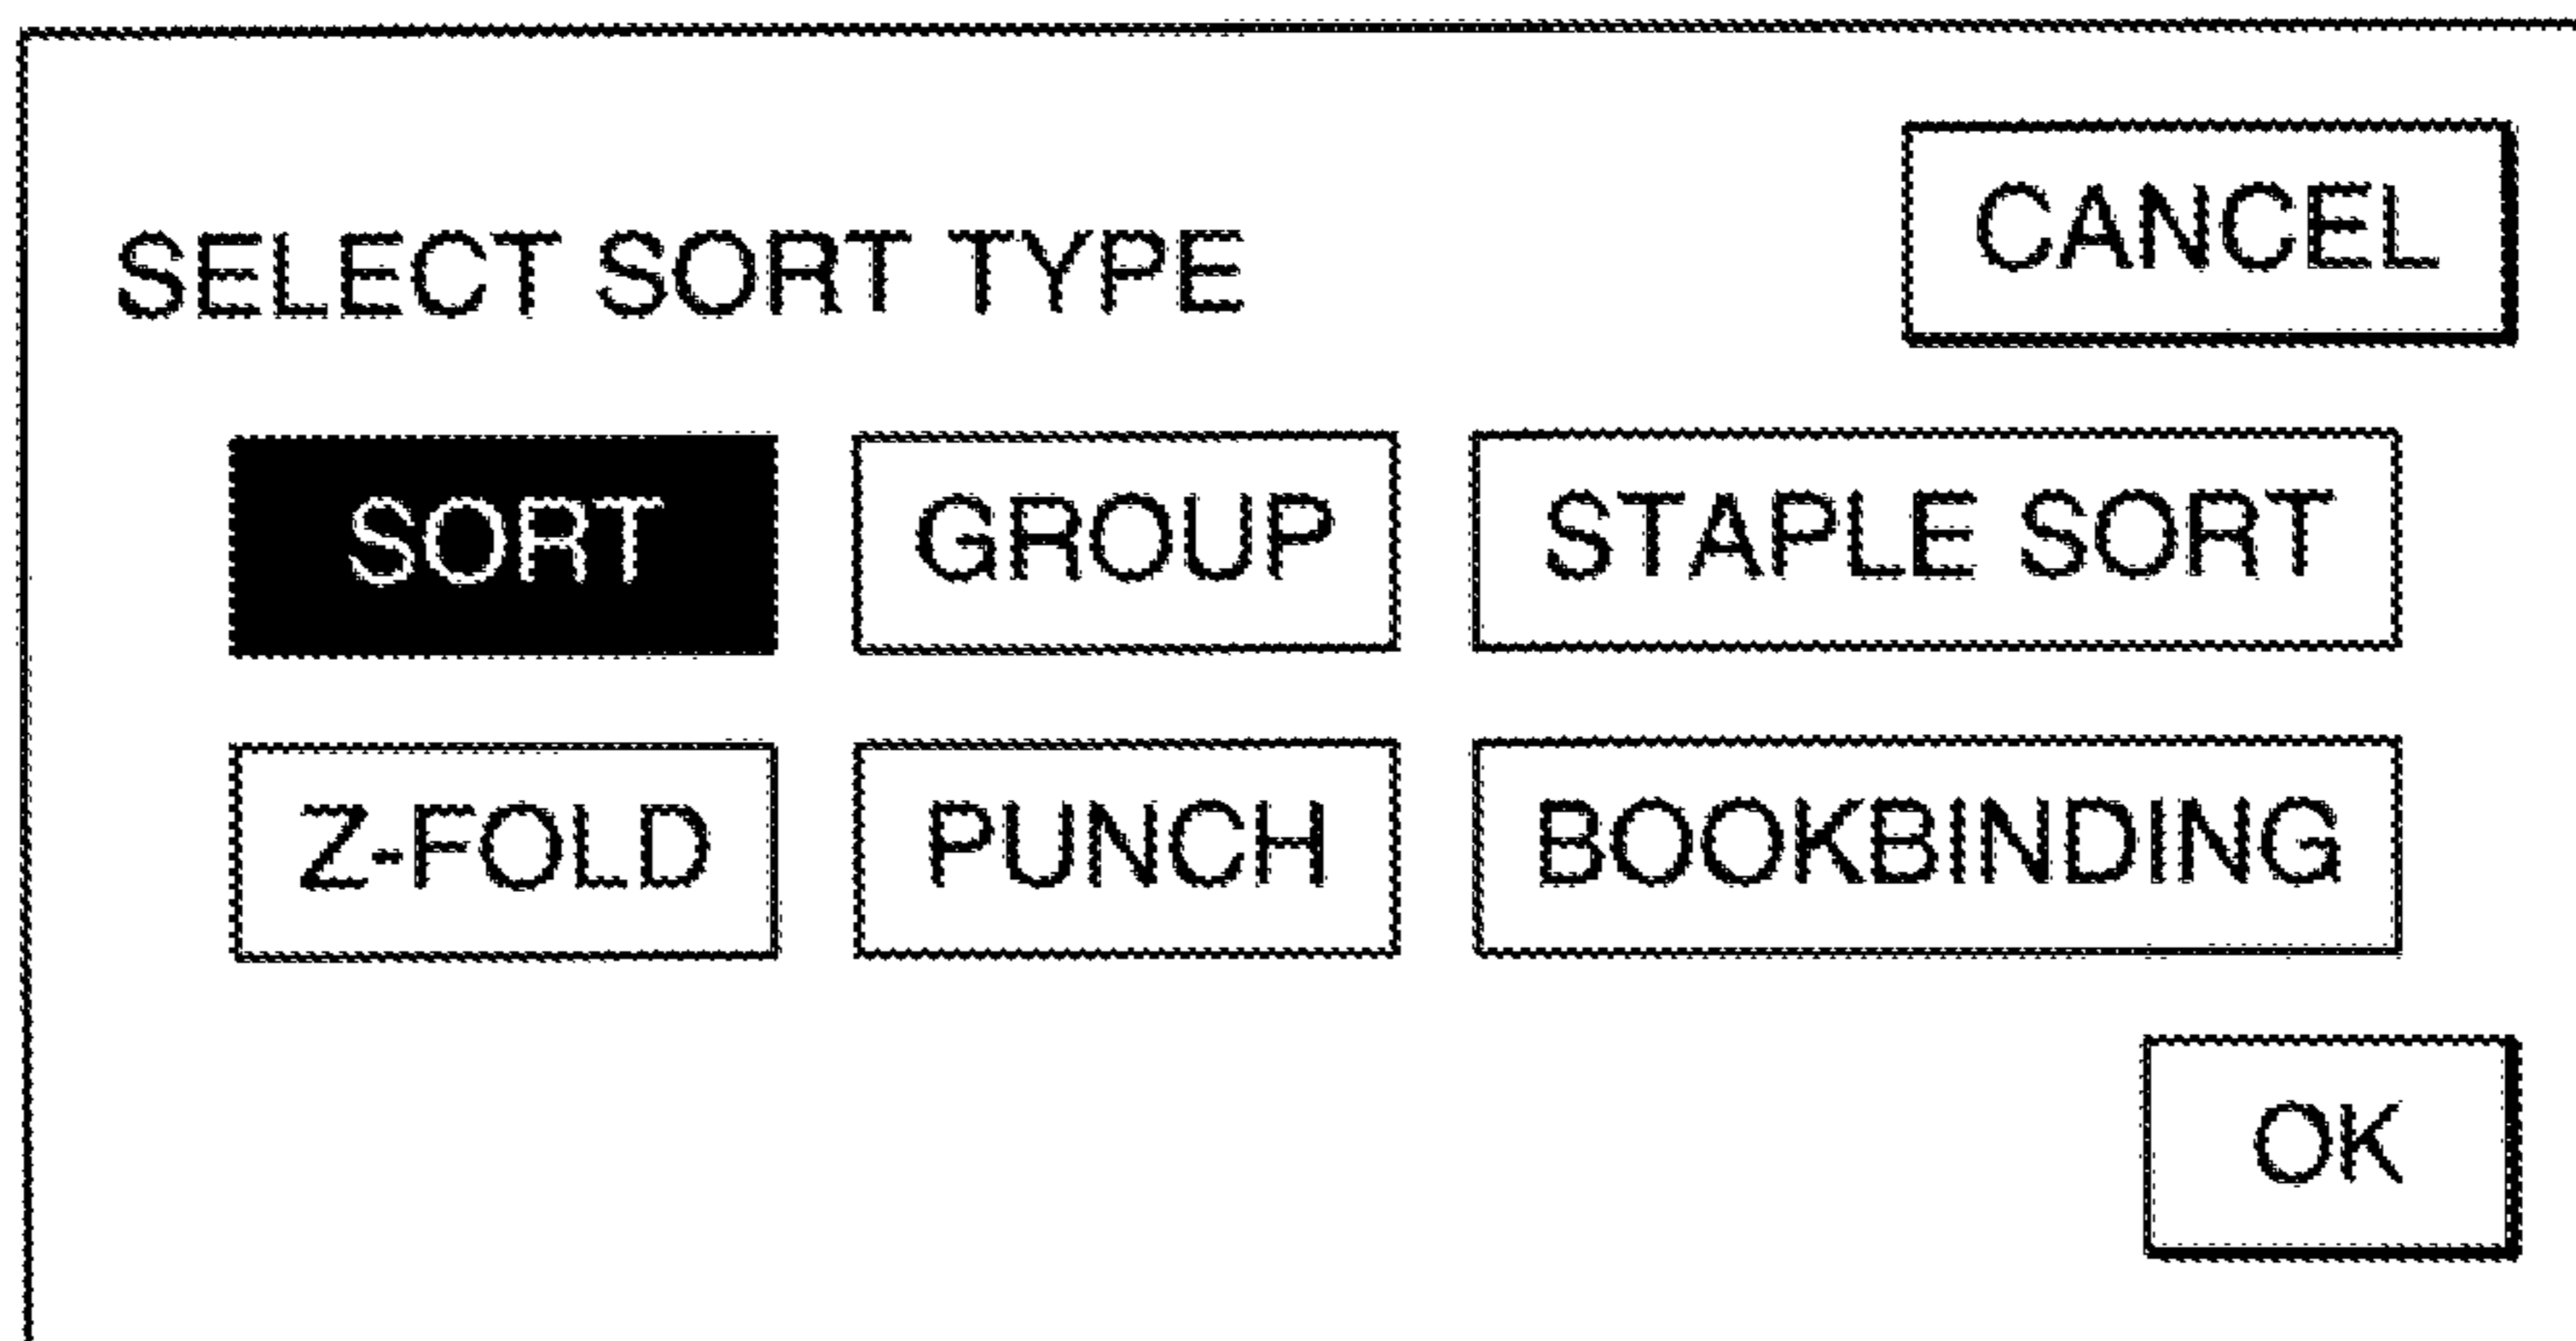 CANCEL
SELECT SORT TYPE
SORT GROUP STAPLE SORT
Z-FOLD PUNCH BOOKBINDING
OK